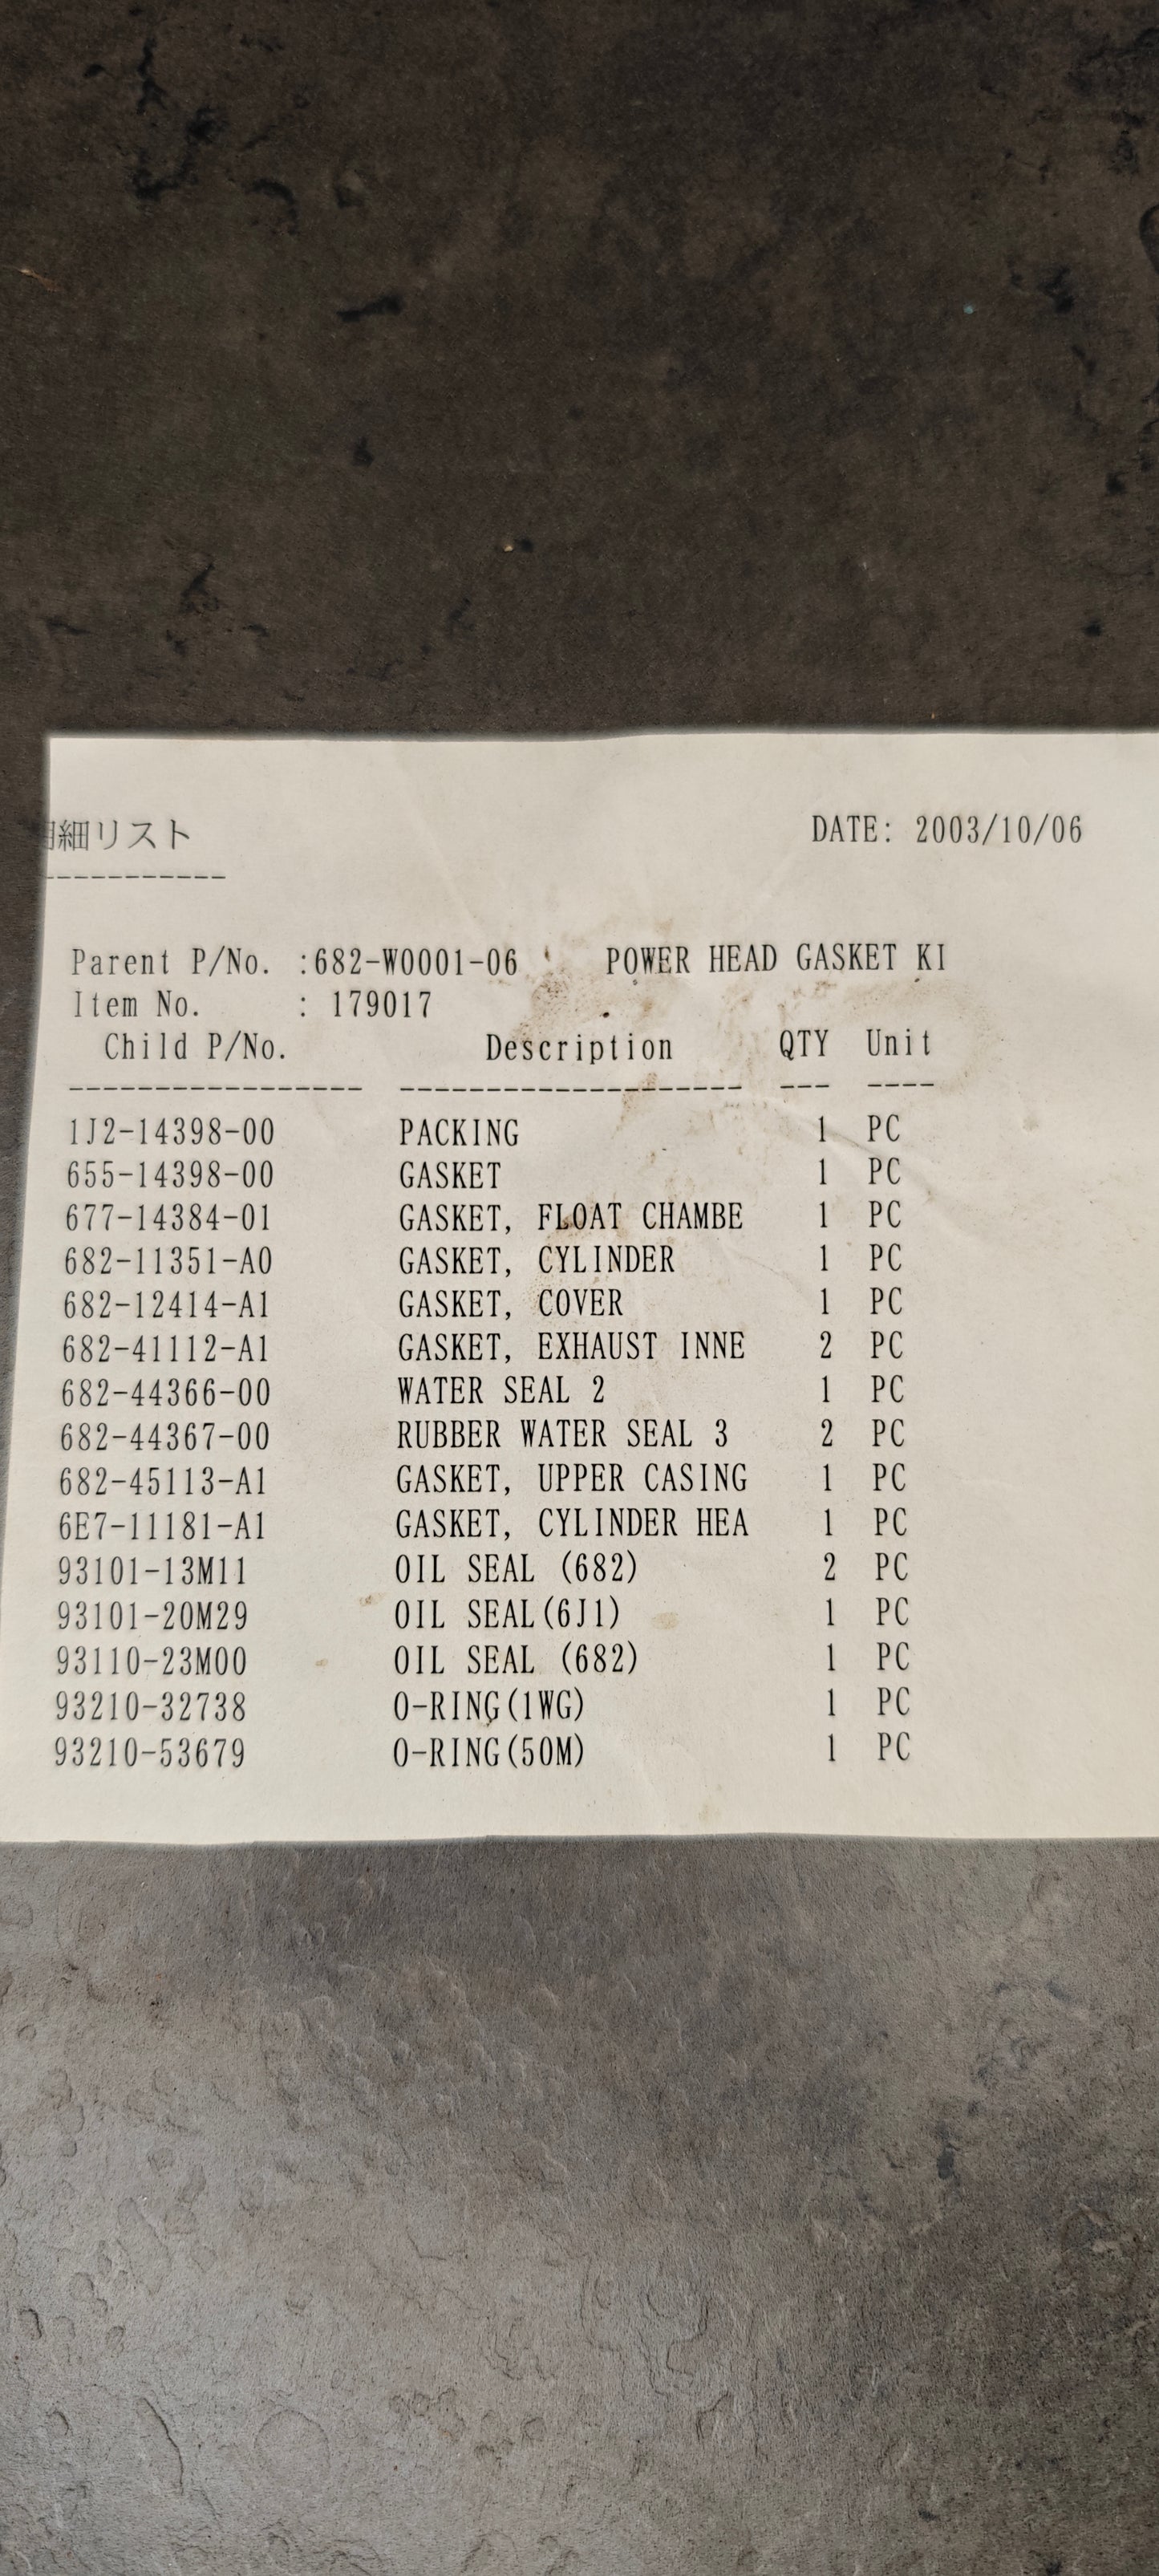 細リスト DATE: 2003/10/06
-----------
Parent P/No. :682-W0001-06 POWER HEAD GASKET KI
Item No. : 179017
Child P/No. Description QTY Unit
----------------- -------------------- --- ----
1J2-14398-00 PACKING 1 PC
655-14398-00 GASKET 1 PC
677-14384-01 GASKET, FLOAT CHAMBE 1 PC
682-11351-A0 GASKET, CYLINDER 1 PC
682-12414-A1 GASKET, COVER 1 PC
682-41112-A1 GASKET, EXHAUST INNE 2 PC
682-44366-00 WATER SEAL 2 1 PC
682-44367-00 RUBBER WATER SEAL 3 2 PC
682-45113-A1 GASKET, UPPER CASING 1 PC
6E7-11181-A1 GASKET, CYLINDER HEA 1 PC
93101-13M11 OIL SEAL (682) 2 PC
93101-20M29 OIL SEAL(6J1) 1 PC
93110-23M00 OIL SEAL (682) 1 PC
93210-32738 O-RING(1WG) 1 PC
93210-53679 O-RING(50M) 1 PC